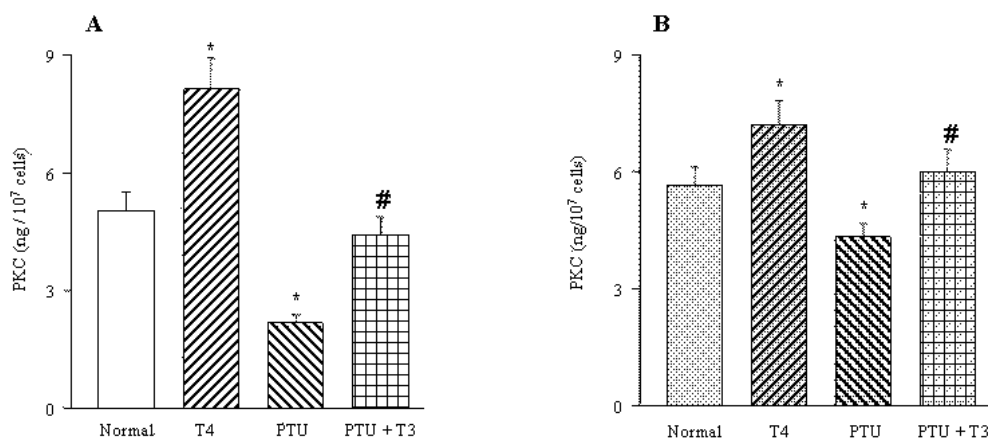 A
PKC (ng / 10⁷ cells)
9
6
3
0
*
*
#
Normal T4 PTU PTU + T3
B
PKC (ng/10⁷ cells)
9
6
3
0
*
*
#
Normal T4 PTU PTU + T3